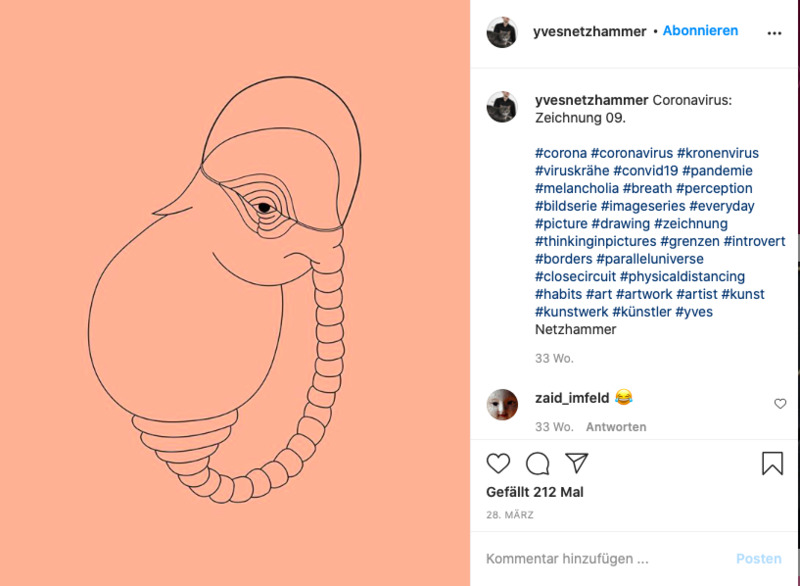 yvesnetzhammer • Abonnieren
yvesnetzhammer Coronavirus:
Zeichnung 09.
#corona #coronavirus #kronenvirus
#viruskrähe #convid19 #pandemie
#melancholia #breath #perception
#bildserie #imageseries #everyday
#picture #drawing #zeichnung
#thinkinginpictures #grenzen #introvert
#borders #paralleluniverse
#closecircuit #physicaldistancing
#habits #art #artwork #artist #kunst
#kunstwerk #künstler #yves
Netzhammer
33 Wo.
zaid_imfeld 😂
33 Wo. Antworten
Gefällt 212 Mal
28. MÄRZ
Kommentar hinzufügen ... Posten